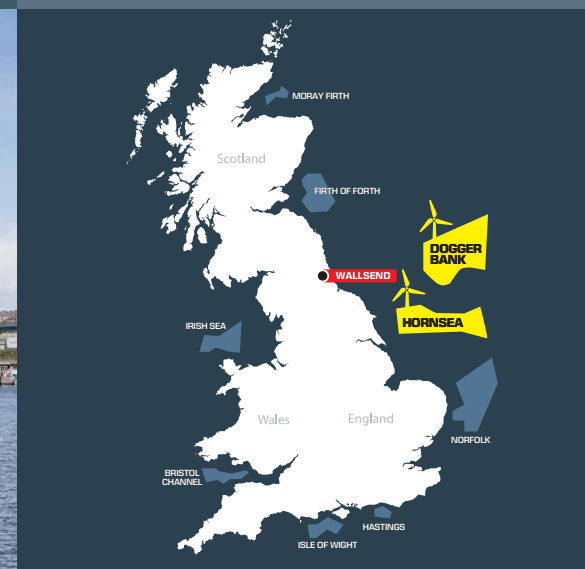 MORAY FIRTH
Scotland
FIRTH OF FORTH
DOGGER
BANK
WALLSEND
HORNSEA
IRISH SEA
Wales
England
NORFOLK
BRISTOL
CHANNEL
HASTINGS
ISLE OF WIGHT